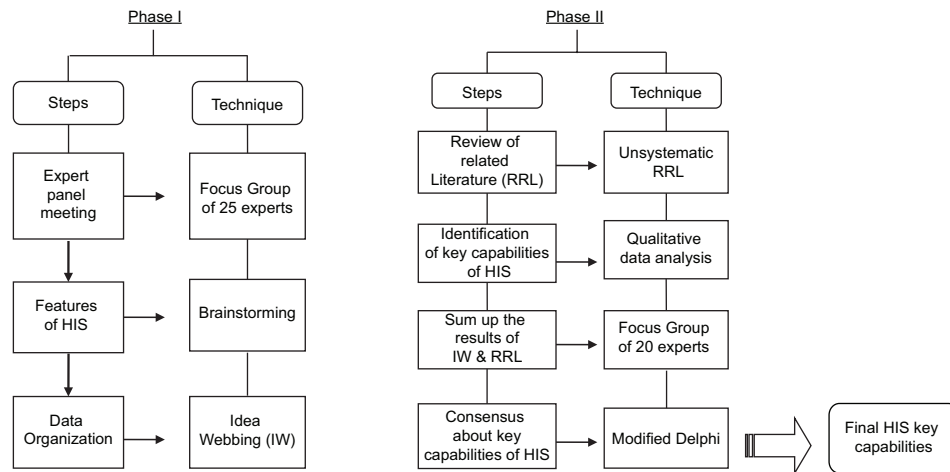 Phase I
Steps
Technique
Expert
panel
meeting
Focus Group
of 25 experts
Features
of HIS
Brainstorming
Data
Organization
Idea
Webbing (IW)
Phase II
Steps
Technique
Review of
related
Literature (RRL)
Unsystematic
RRL
Identification
of key capabilities
of HIS
Qualitative
data analysis
Sum up the
results of
IW & RRL
Focus Group
of 20 experts
Consensus
about key
capabilities of HIS
Modified Delphi
Final HIS key
capabilities